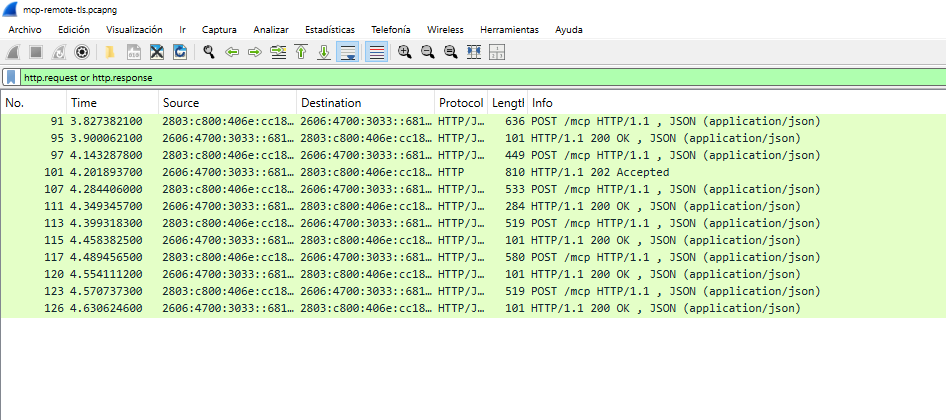 mcp-remote-tls.pcapng
Archivo Edición Visualización Ir Captura Analizar Estadísticas Telefonía Wireless Herramientas Ayuda
http.request or http.response
No. Time Source Destination Protocol Lengtl Info
91 3.827382100 2803:c800:406e:cc18… 2606:4700:3033::681… HTTP/J… 636 POST /mcp HTTP/1.1 , JSON (application/json)
95 3.900062100 2606:4700:3033::681… 2803:c800:406e:cc18… HTTP/J… 101 HTTP/1.1 200 OK , JSON (application/json)
97 4.143287800 2803:c800:406e:cc18… 2606:4700:3033::681… HTTP/J… 449 POST /mcp HTTP/1.1 , JSON (application/json)
101 4.201893700 2606:4700:3033::681… 2803:c800:406e:cc18… HTTP 810 HTTP/1.1 202 Accepted
107 4.284406000 2803:c800:406e:cc18… 2606:4700:3033::681… HTTP/J… 533 POST /mcp HTTP/1.1 , JSON (application/json)
111 4.349345700 2606:4700:3033::681… 2803:c800:406e:cc18… HTTP/J… 284 HTTP/1.1 200 OK , JSON (application/json)
113 4.399318300 2803:c800:406e:cc18… 2606:4700:3033::681… HTTP/J… 519 POST /mcp HTTP/1.1 , JSON (application/json)
115 4.458382500 2606:4700:3033::681… 2803:c800:406e:cc18… HTTP/J… 101 HTTP/1.1 200 OK , JSON (application/json)
117 4.489456500 2803:c800:406e:cc18… 2606:4700:3033::681… HTTP/J… 580 POST /mcp HTTP/1.1 , JSON (application/json)
120 4.554111200 2606:4700:3033::681… 2803:c800:406e:cc18… HTTP/J… 101 HTTP/1.1 200 OK , JSON (application/json)
123 4.570737300 2803:c800:406e:cc18… 2606:4700:3033::681… HTTP/J… 519 POST /mcp HTTP/1.1 , JSON (application/json)
126 4.630624600 2606:4700:3033::681… 2803:c800:406e:cc18… HTTP/J… 101 HTTP/1.1 200 OK , JSON (application/json)